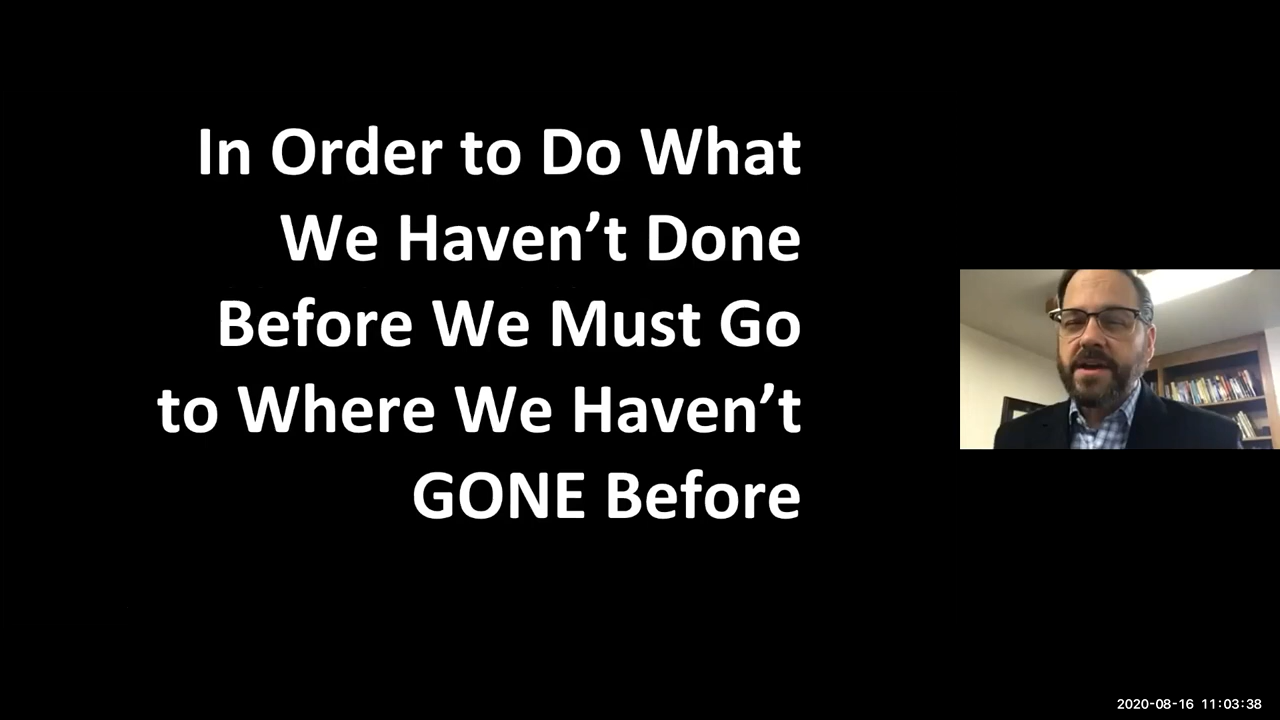 In Order to Do What
We Haven’t Done
Before We Must Go
to Where We Haven’t
GONE Before
2020-08-16 11:03:38